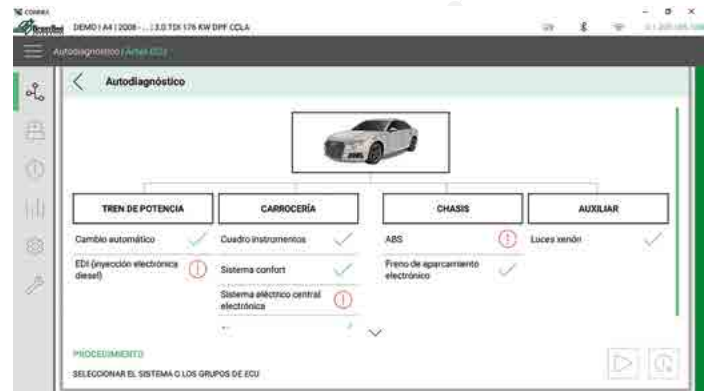 DEMO | A4 | 2008 - ... | 3.0 TDI 176 KW DPF CCLA
Autodiagnóstico
Autodiagnóstico
TREN DE POTENCIA
CARROCERÍA
CHASIS
AUXILIAR
Cambio automático
Cuadro instrumentos
ABS
Luces xenón
EDI (inyección electrónica
diesel)
Sistema confort
Freno de aparcamiento
electrónico
Sistema eléctrico central
electrónica
PROCEDIMIENTO
SELECCIONAR EL SISTEMA O LOS GRUPOS DE ECU